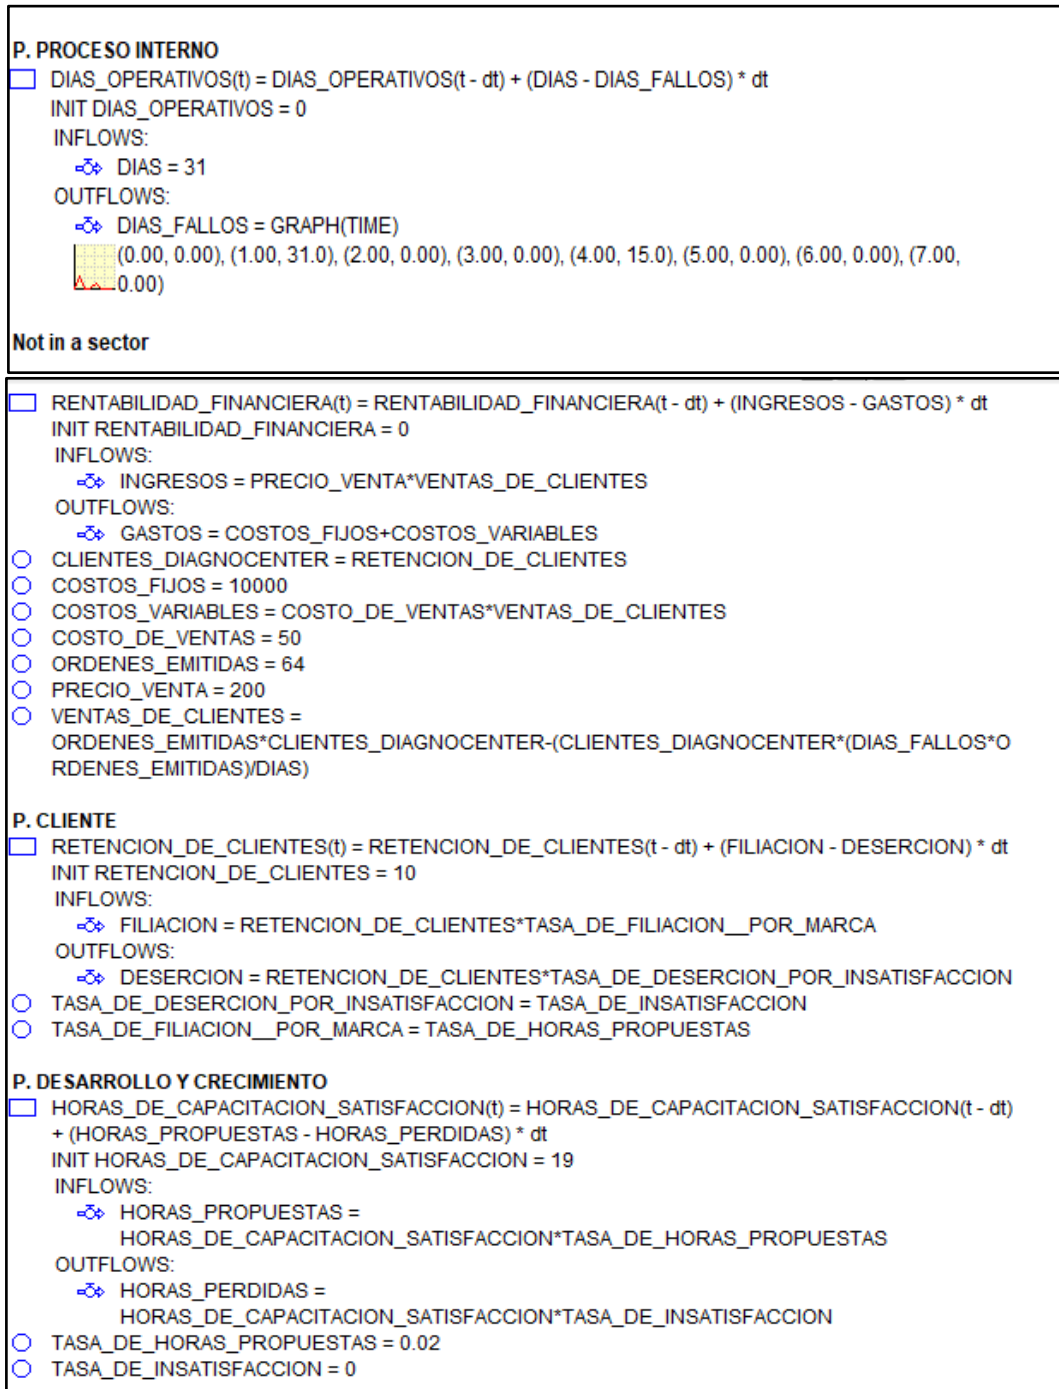 P. PROCESO INTERNO
DIAS_OPERATIVOS(t) = DIAS_OPERATIVOS(t - dt) + (DIAS - DIAS_FALLOS) * dt
INIT DIAS_OPERATIVOS = 0
INFLOWS:
DIAS = 31
OUTFLOWS:
DIAS_FALLOS = GRAPH(TIME)
(0.00, 0.00), (1.00, 31.0), (2.00, 0.00), (3.00, 0.00), (4.00, 15.0), (5.00, 0.00), (6.00, 0.00), (7.00,
0.00)
Not in a sector
RENTABILIDAD_FINANCIERA(t) = RENTABILIDAD_FINANCIERA(t - dt) + (INGRESOS - GASTOS) * dt
INIT RENTABILIDAD_FINANCIERA = 0
INFLOWS:
INGRESOS = PRECIO_VENTA*VENTAS_DE_CLIENTES
OUTFLOWS:
GASTOS = COSTOS_FIJOS+COSTOS_VARIABLES
CLIENTES_DIAGNOCENTER = RETENCION_DE_CLIENTES
COSTOS_FIJOS = 10000
COSTOS_VARIABLES = COSTO_DE_VENTAS*VENTAS_DE_CLIENTES
COSTO_DE_VENTAS = 50
ORDENES_EMITIDAS = 64
PRECIO_VENTA = 200
VENTAS_DE_CLIENTES =
ORDENES_EMITIDAS*CLIENTES_DIAGNOCENTER-(CLIENTES_DIAGNOCENTER*(DIAS_FALLOS*O
RDENES_EMITIDAS)/DIAS)
P. CLIENTE
RETENCION_DE_CLIENTES(t) = RETENCION_DE_CLIENTES(t - dt) + (FILIACION - DESERCION) * dt
INIT RETENCION_DE_CLIENTES = 10
INFLOWS:
FILIACION = RETENCION_DE_CLIENTES*TASA_DE_FILIACION__POR_MARCA
OUTFLOWS:
DESERCION = RETENCION_DE_CLIENTES*TASA_DE_DESERCION_POR_INSATISFACCION
TASA_DE_DESERCION_POR_INSATISFACCION = TASA_DE_INSATISFACCION
TASA_DE_FILIACION__POR_MARCA = TASA_DE_HORAS_PROPUESTAS
P. DESARROLLO Y CRECIMIENTO
HORAS_DE_CAPACITACION_SATISFACCION(t) = HORAS_DE_CAPACITACION_SATISFACCION(t - dt)
+ (HORAS_PROPUESTAS - HORAS_PERDIDAS) * dt
INIT HORAS_DE_CAPACITACION_SATISFACCION = 19
INFLOWS:
HORAS_PROPUESTAS =
HORAS_DE_CAPACITACION_SATISFACCION*TASA_DE_HORAS_PROPUESTAS
OUTFLOWS:
HORAS_PERDIDAS =
HORAS_DE_CAPACITACION_SATISFACCION*TASA_DE_INSATISFACCION
TASA_DE_HORAS_PROPUESTAS = 0.02
TASA_DE_INSATISFACCION = 0